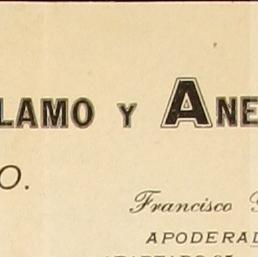 LAMO Y ANE
O.
Francisco
APODERAD